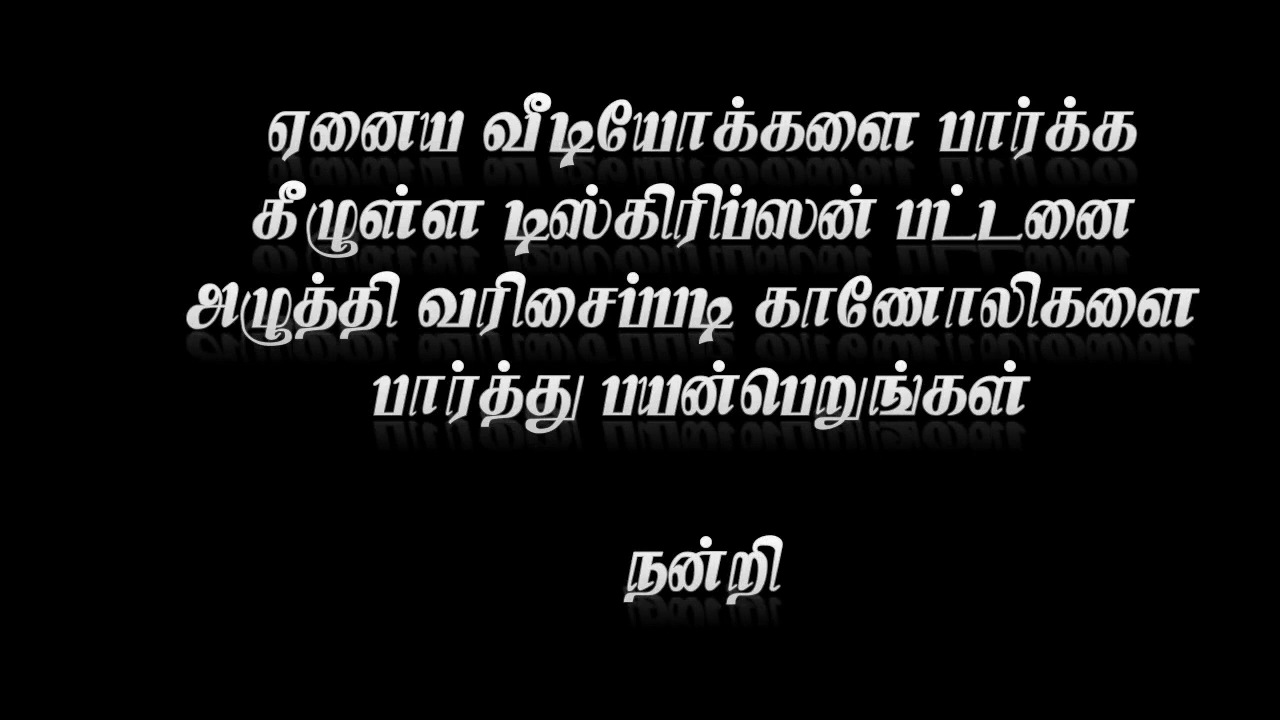 ஏனைய வீடியோக்களை பார்க்க
கீழுள்ள டிஸ்கிரிப்ஸன் பட்டனை
அழுத்தி வரிசைப்படி காணோலிகளை
பார்த்து பயன்பெறுங்கள்
நன்றி